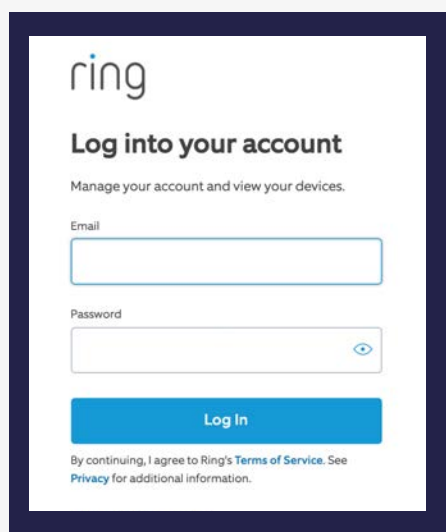 ring
Log into your account
Manage your account and view your devices.
Email
Password
Log In
By continuing, I agree to Ring's Terms of Service. See
Privacy for additional information.